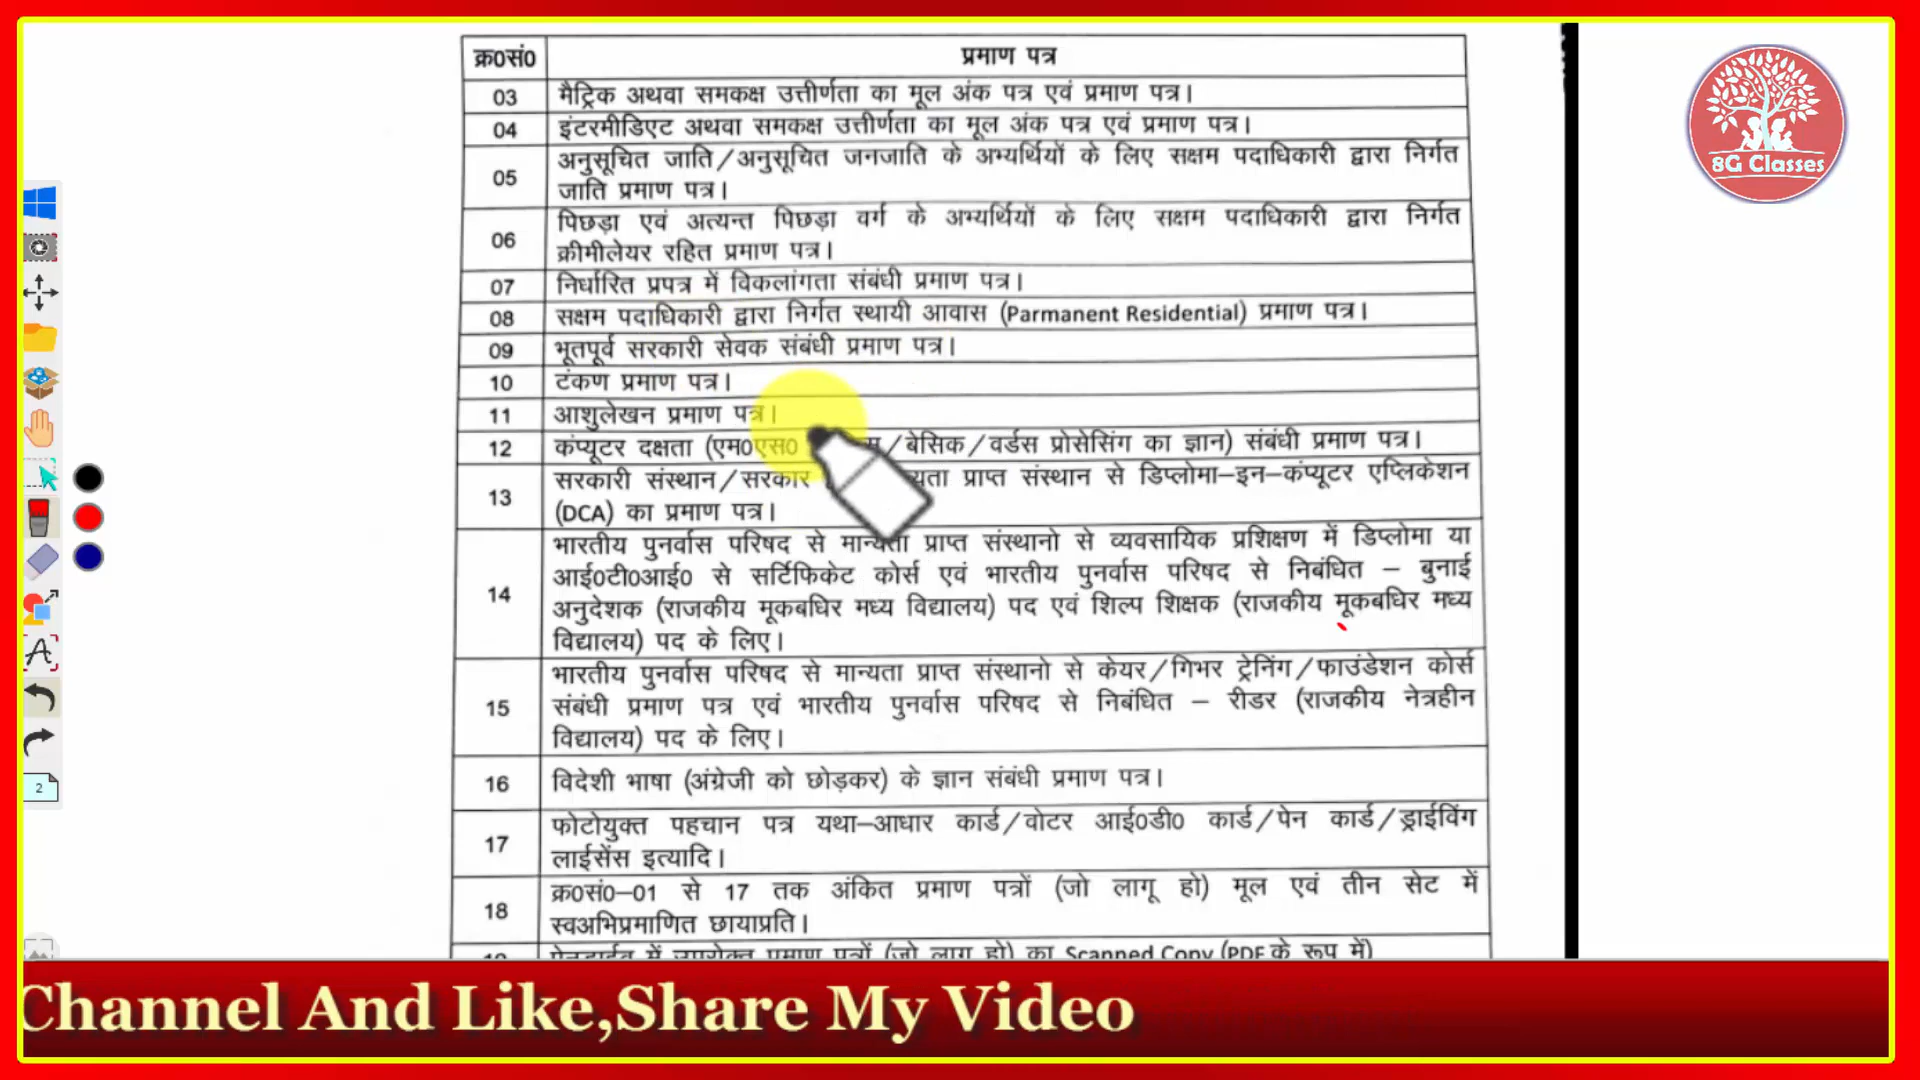 क्र0सं0 प्रमाण पत्र
03 मैट्रिक अथवा समकक्ष उत्तीर्णता का मूल अंक पत्र एवं प्रमाण पत्र।
04 इंटरमीडिएट अथवा समकक्ष उत्तीर्णता का मूल अंक पत्र एवं प्रमाण पत्र।
05 अनुसूचित जाति/अनुसूचित जनजाति के अभ्यर्थियों के लिए सक्षम पदाधिकारी द्वारा निर्गत
जाति प्रमाण पत्र।
06 पिछड़ा एवं अत्यन्त पिछड़ा वर्ग के अभ्यर्थियों के लिए सक्षम पदाधिकारी द्वारा निर्गत
क्रीमीलेयर रहित प्रमाण पत्र।
07 निर्धारित प्रपत्र में विकलांगता संबंधी प्रमाण पत्र।
08 सक्षम पदाधिकारी द्वारा निर्गत स्थायी आवास (Parmanent Residential) प्रमाण पत्र।
09 भूतपूर्व सरकारी सेवक संबंधी प्रमाण पत्र।
10 टंकण प्रमाण पत्र।
11 आशुलेखन प्रमाण पत्र।
12 कंप्यूटर दक्षता (एम0एस0 /बेसिक/वर्डस प्रोसेसिंग का ज्ञान) संबंधी प्रमाण पत्र।
13 सरकारी संस्थान/सरकार प्राप्त संस्थान से डिप्लोमा–इन–कंप्यूटर एप्लिकेशन
(DCA) का प्रमाण पत्र।
14 भारतीय पुनर्वास परिषद से मान्यता प्राप्त संस्थानो से व्यवसायिक प्रशिक्षण में डिप्लोमा या
आई0टी0आई0 से सर्टिफिकेट कोर्स एवं भारतीय पुनर्वास परिषद से निबंधित – बुनाई
अनुदेशक (राजकीय मूकबधिर मध्य विद्यालय) पद एवं शिल्प शिक्षक (राजकीय मूकबधिर मध्य
विद्यालय) पद के लिए।
15 भारतीय पुनर्वास परिषद से मान्यता प्राप्त संस्थानो से केयर/गिभर ट्रेनिंग/फाउंडेशन कोर्स
संबंधी प्रमाण पत्र एवं भारतीय पुनर्वास परिषद से निबंधित – रीडर (राजकीय नेत्रहीन
विद्यालय) पद के लिए।
16 विदेशी भाषा (अंग्रेजी को छोड़कर) के ज्ञान संबंधी प्रमाण पत्र।
17 फोटोयुक्त पहचान पत्र यथा–आधार कार्ड/वोटर आई0डी0 कार्ड/पेन कार्ड/ड्राईविंग
लाईसेंस इत्यादि।
18 क्र0सं0–01 से 17 तक अंकित प्रमाण पत्रों (जो लागू हो) मूल एवं तीन सेट में
स्वअभिप्रमाणित छायाप्रति।
19 पेनड्राईव में उपरोक्त प्रमाण पत्रों (जो लागू हो) का Scanned Copy (PDF के रूप में)
8G Classes
2
Channel And Like,Share My Video